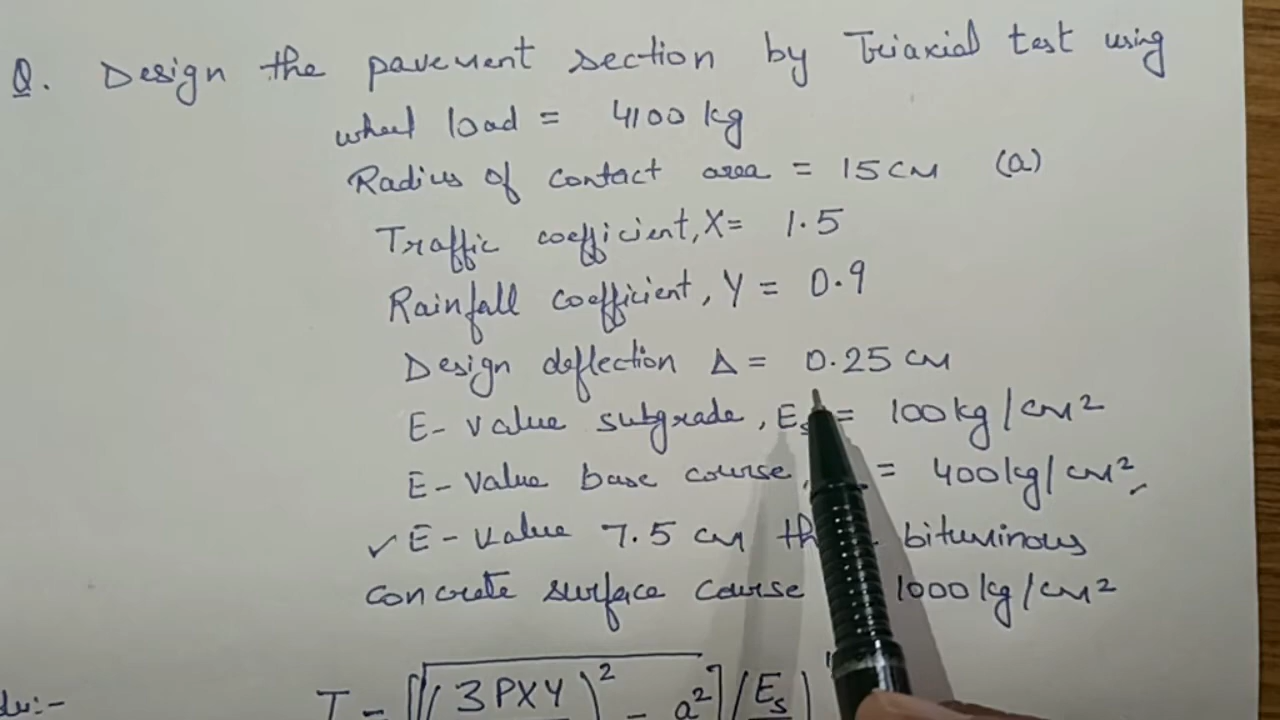 Q. Design the pavement section by Triaxial test using
wheel load = 4100 kg
Radius of contact area = 15 cm (a)
Traffic coefficient, X = 1.5
Rainfall coefficient, Y = 0.9
Design deflection Δ = 0.25 cm
E-value subgrade, Es = 100 kg/cm²
E-value base course, = 400 kg/cm²
✓ E-value 7.5 cm bituminous
concrete surface course 1000 kg/cm²
T = [√(3PXY)² - a²] (Es)